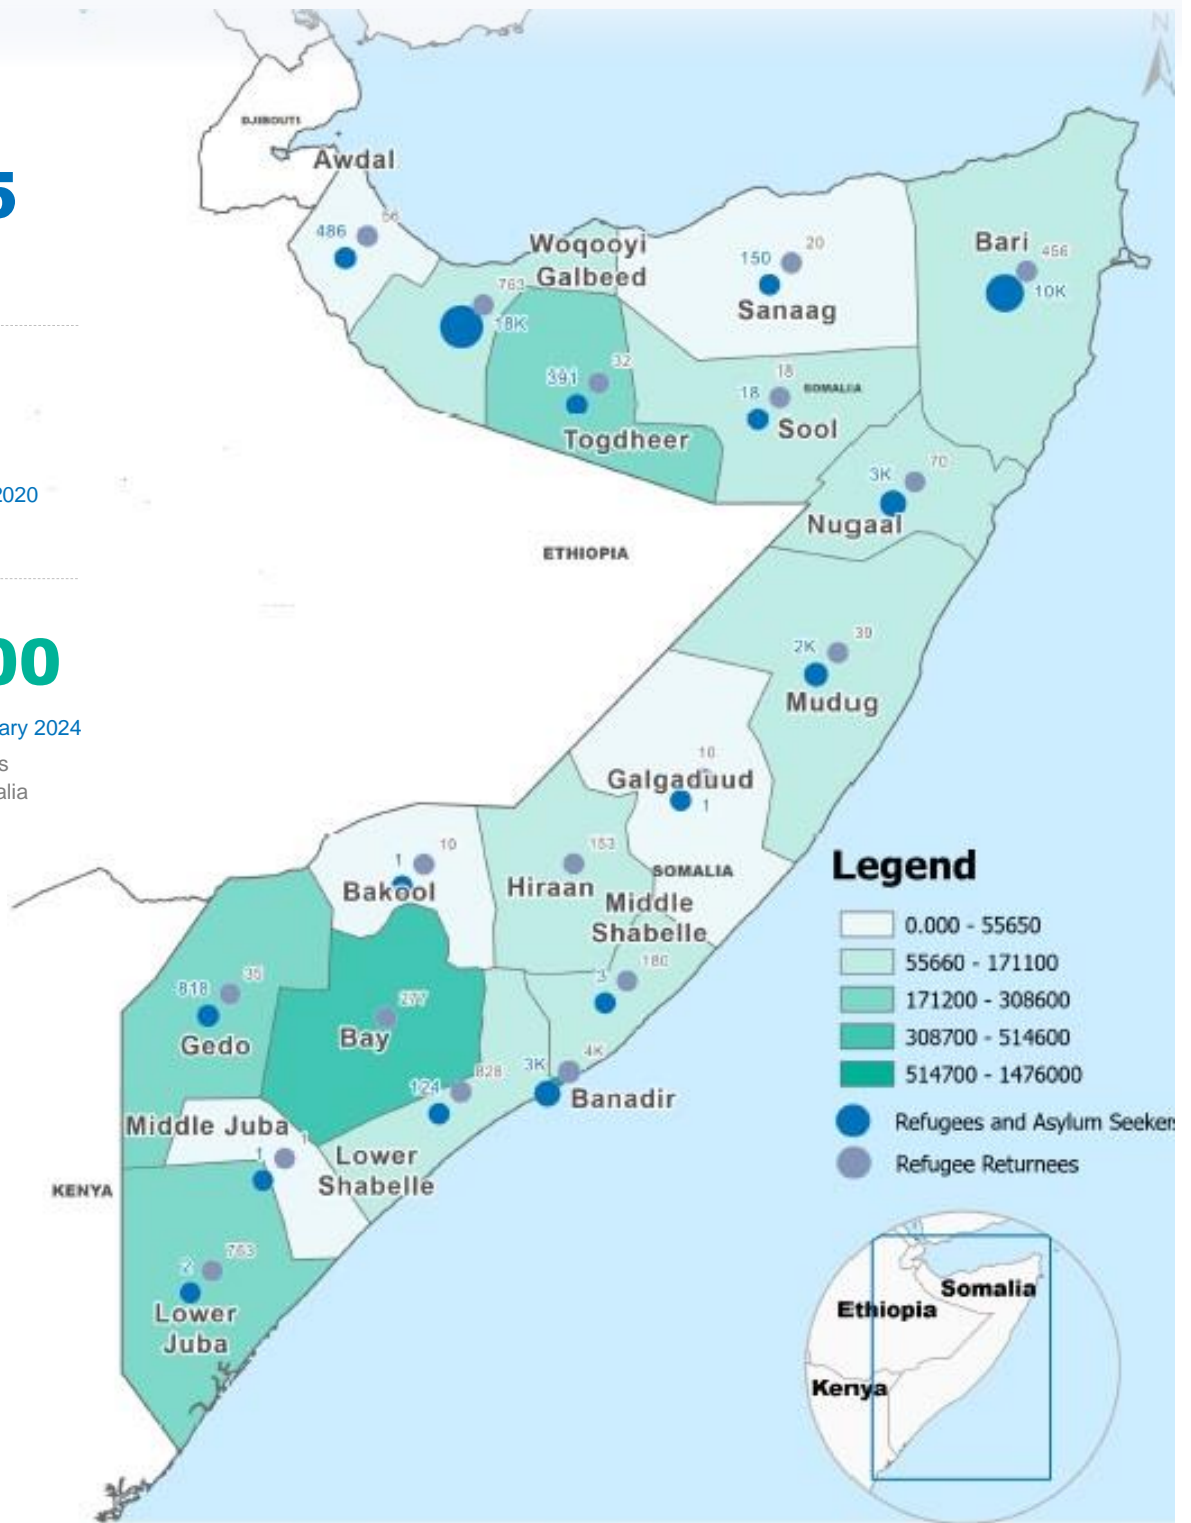 N
DJIBOUTI
Awdal
5
486
56
Woqooyi
Galbeed
763
18K
150
20
Sanaag
Bari
456
10K
391
32
Togdheer
18
18
SOMALIA
Sool
2020
3K
70
Nugaal
ETHIOPIA
2K
39
Mudug
00
ary 2024
s
alia
10
Galgaduud
1
1
10
Bakool
153
Hiraan
SOMALIA
Middle
Shabelle
3
180
818
35
Gedo
277
Bay
124
828
3K
4K
Banadir
Middle Juba
1
1
Lower
Shabelle
KENYA
2
Lower
Juba
Legend
0.000 - 55650
55660 - 171100
171200 - 308600
308700 - 514600
514700 - 1476000
Refugees and Asylum Seekers
Refugee Returnees
Somalia
Ethiopia
Kenya